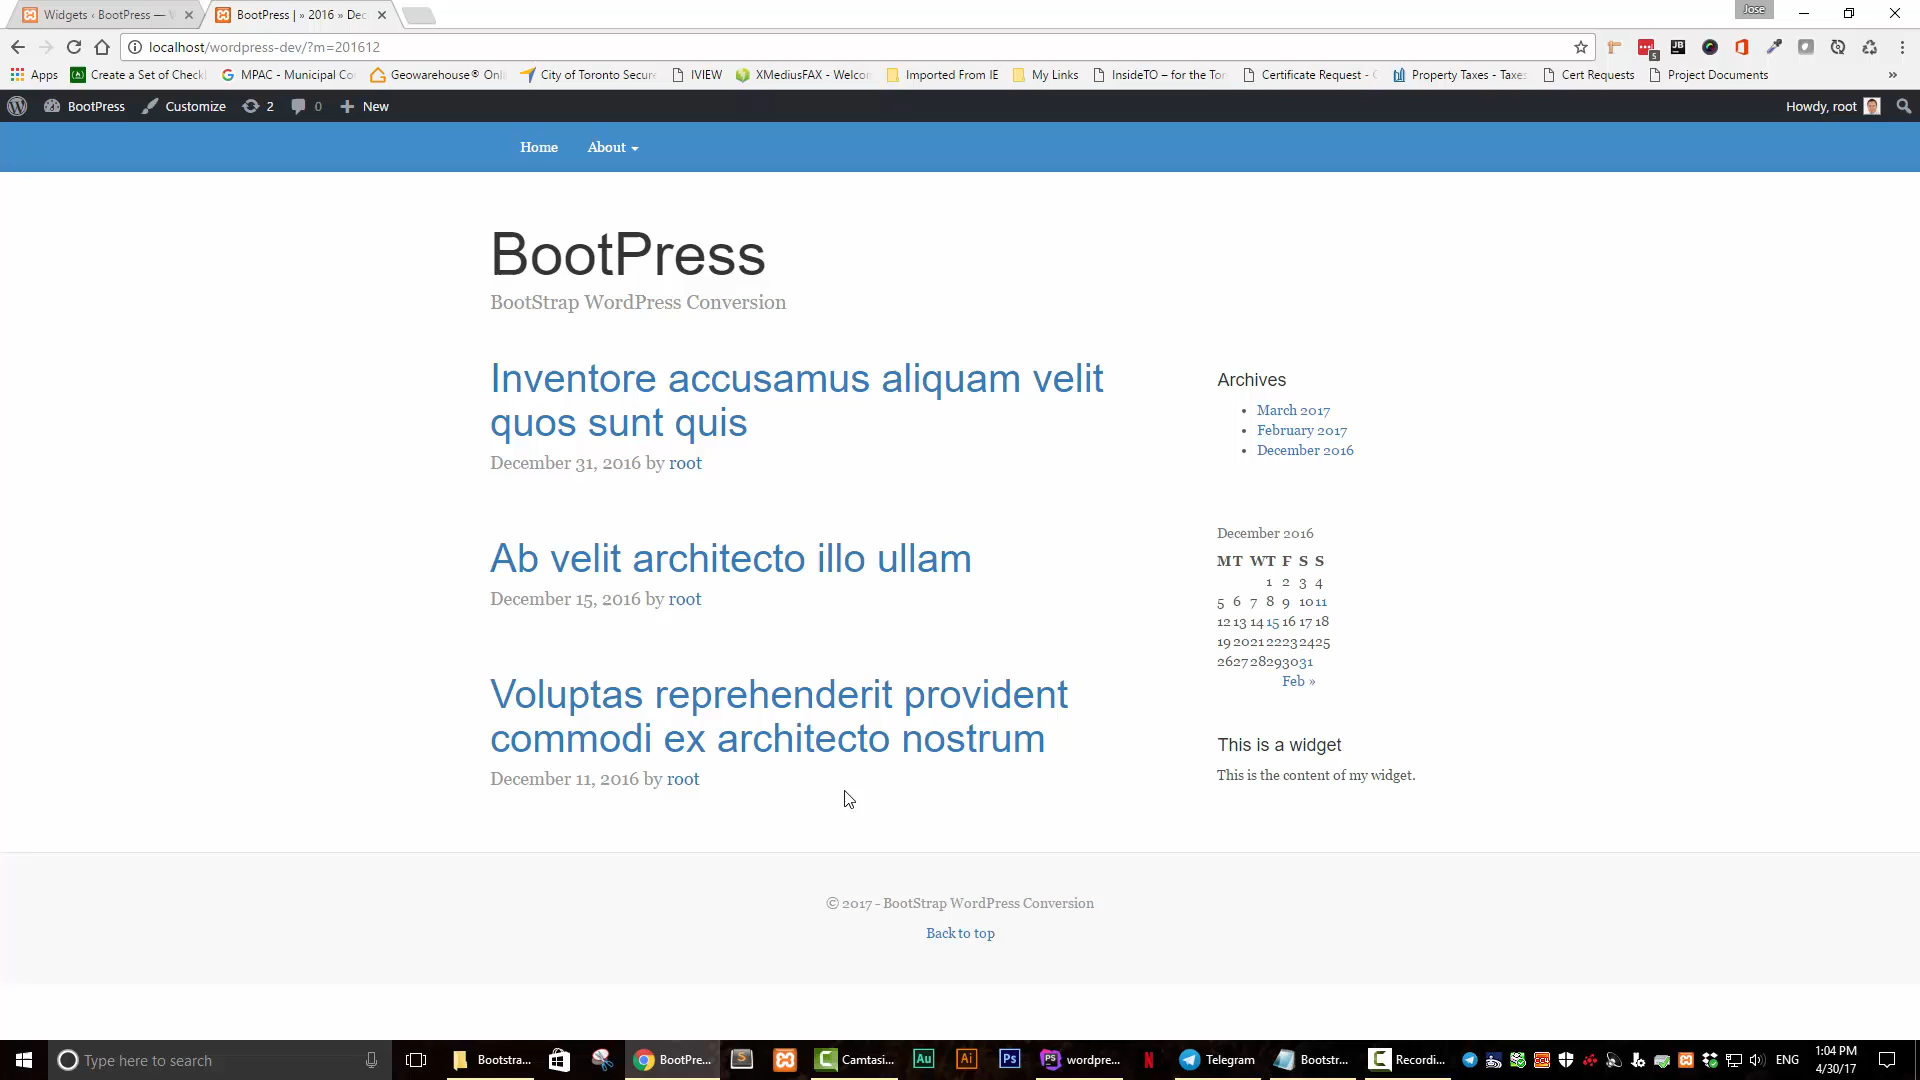 Widgets ‹ BootPress — W
BootPress | » 2016 » Dec
Jose
localhost/wordpress-dev/?m=201612
Apps
Create a Set of Checkl
MPAC - Municipal Co
Geowarehouse® Onli
City of Toronto Secure
IVIEW
XMediusFAX - Welcon
Imported From IE
My Links
InsideTO – for the Tor
Certificate Request - C
Property Taxes - Taxes
Cert Requests
Project Documents
»
BootPress
Customize
2
0
New
Howdy, root
Home
About
BootPress
BootStrap WordPress Conversion
Inventore accusamus aliquam velit
quos sunt quis
December 31, 2016 by root
Ab velit architecto illo ullam
December 15, 2016 by root
Voluptas reprehenderit provident
commodi ex architecto nostrum
December 11, 2016 by root
Archives
March 2017
February 2017
December 2016
December 2016
M T W T F S S
1 2 3 4
5 6 7 8 9 10 11
12 13 14 15 16 17 18
19 20 21 22 23 24 25
26 27 28 29 30 31
Feb »
This is a widget
This is the content of my widget.
© 2017 - BootStrap WordPress Conversion
Back to top
Type here to search
Bootstra...
BootPre...
Camtasi...
Au
Ai
Ps
PS
wordpre...
N
Telegram
Bootstr...
Recordi...
ENG
1:04 PM
4/30/17